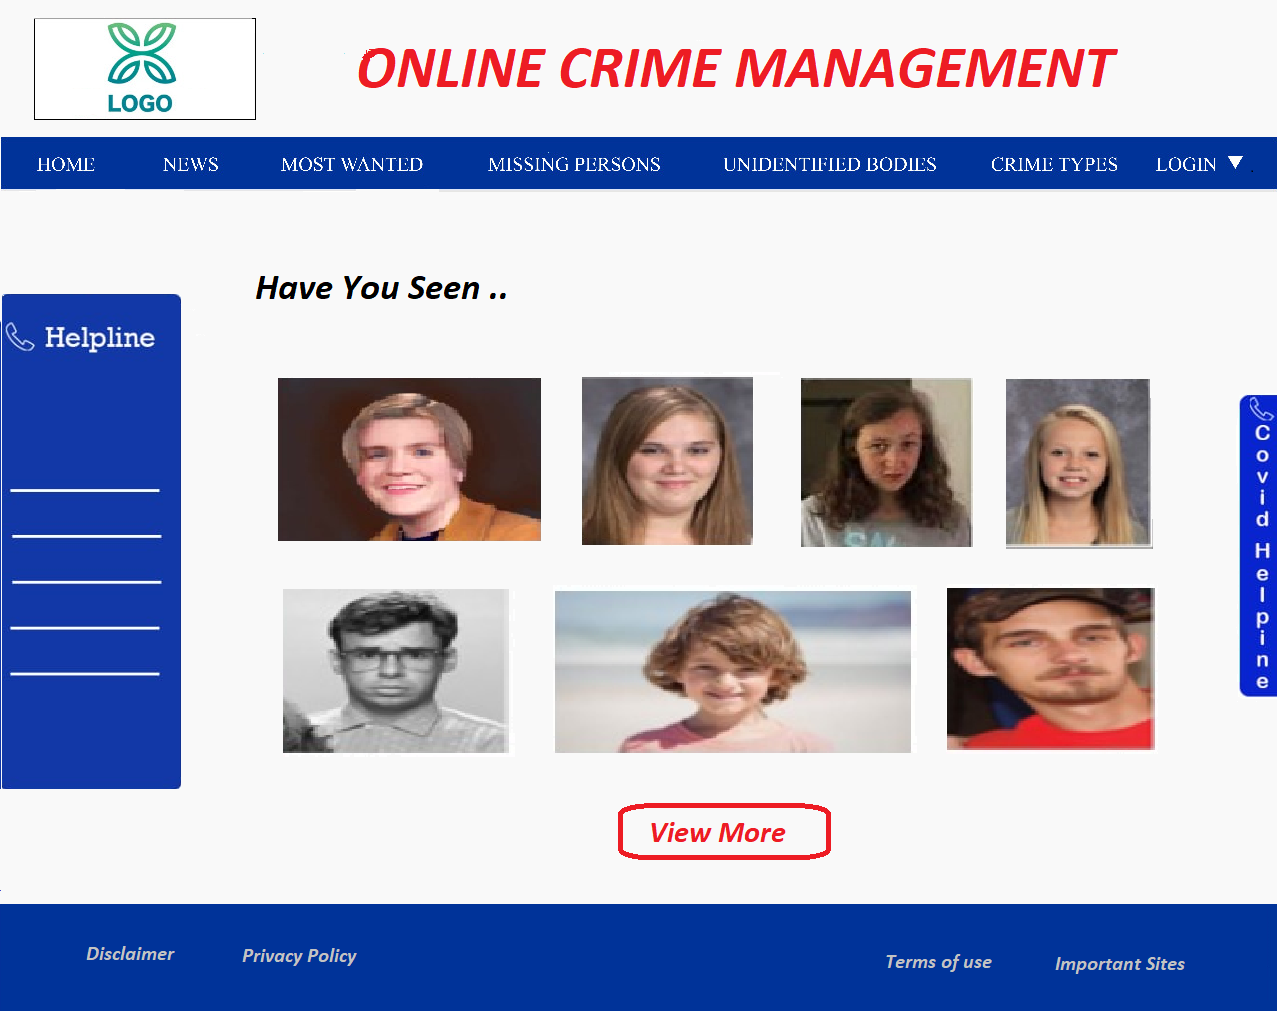 LOGO
ONLINE CRIME MANAGEMENT
HOME NEWS MOST WANTED MISSING PERSONS UNIDENTIFIED BODIES CRIME TYPES LOGIN ▼
Have You Seen ..
Helpline
Covid Helpine
View More
Disclaimer Privacy Policy Terms of use Important Sites